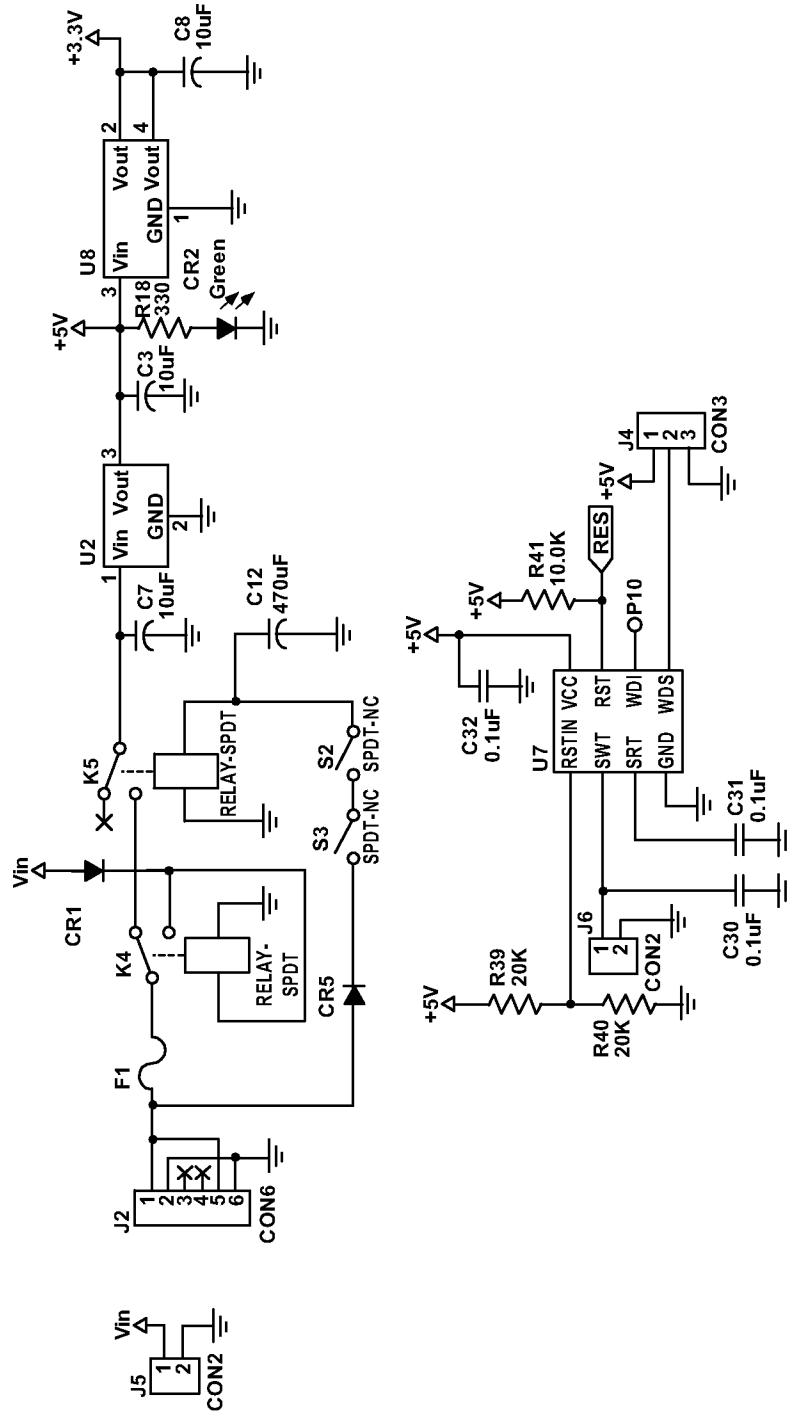 J5
1
2
CON2
Vin
J2
1
2
3
4
5
6
CON6
F1
K4
RELAY-
SPDT
CR1
Vin
CR5
K5
RELAY-SPDT
S3
SPDT-NC
S2
SPDT-NC
C12
470uF
C7
10uF
1
U2
Vin Vout
GND
2
3
C3
10uF
+5V
R18
330
CR2
Green
3
U8
Vin
Vout
Vout
GND
1
2
4
+3.3V
C8
10uF
+5V
R39
20K
R40
20K
J6
1
2
CON2
C30
0.1uF
C31
0.1uF
C32
0.1uF
+5V
U7
RSTIN VCC
SWT RST
SRT WDI
GND WDS
OP10
+5V
R41
10.0K
RES
+5V
J4
1
2
3
CON3